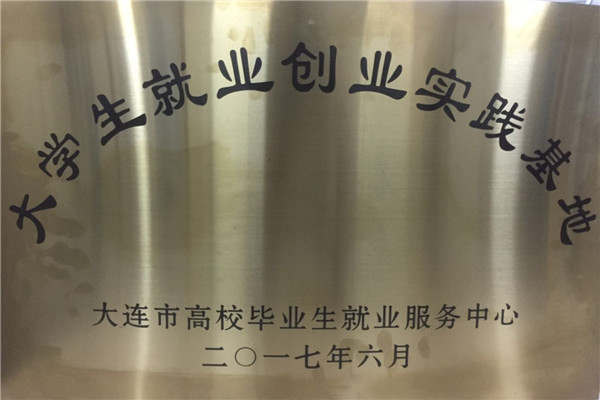 大学生就业创业实践基地
大连市高校毕业生就业服务中心
二〇一七年六月